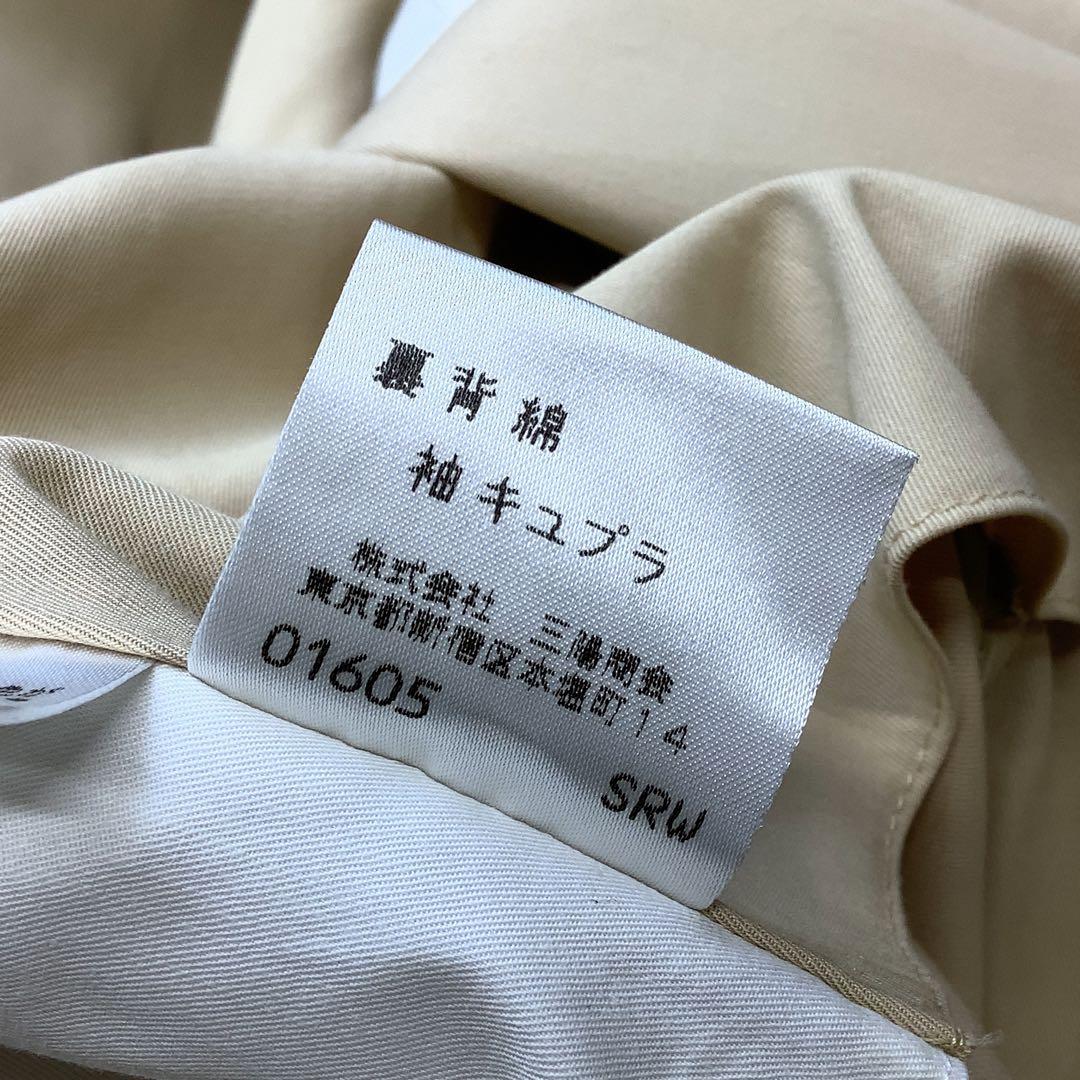 裏背綿
袖キュプラ
株式会社 三陽商会
東京都新宿区本塩町14
01605
SRW